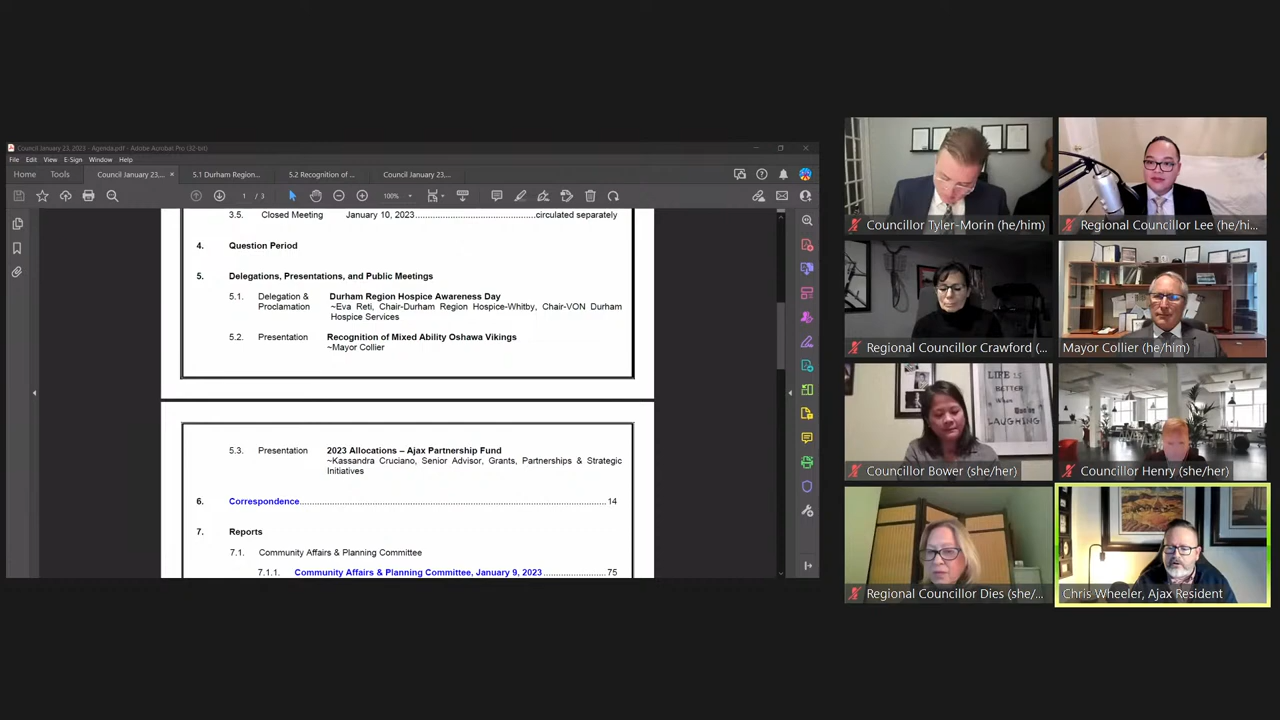 Council January 23, 2023 - Agenda.pdf - Adobe Acrobat Pro (32-bit)
File Edit View E-Sign Window Help
Home Tools Council January 23,... × 5.1 Durham Region... 5.2 Recognition of ... Council January 23,...
1 / 3 100%
3.5. Closed Meeting January 10, 2023 circulated separately
4. Question Period
5. Delegations, Presentations, and Public Meetings
5.1. Delegation & Proclamation Durham Region Hospice Awareness Day
~Eva Reti, Chair-Durham Region Hospice-Whitby, Chair-VON Durham
Hospice Services
5.2. Presentation Recognition of Mixed Ability Oshawa Vikings
~Mayor Collier
5.3. Presentation 2023 Allocations – Ajax Partnership Fund
~Kassandra Cruciano, Senior Advisor, Grants, Partnerships & Strategic
Initiatives
6. Correspondence 14
7. Reports
7.1. Community Affairs & Planning Committee
7.1.1. Community Affairs & Planning Committee, January 9, 2023 75
Councillor Tyler-Morin (he/him)
Regional Councillor Lee (he/hi...
Regional Councillor Crawford (...
Mayor Collier (he/him)
LIFE IS
BETTER
When
You're
LAUGHING
Councillor Bower (she/her)
Councillor Henry (she/her)
Regional Councillor Dies (she/...
Chris Wheeler, Ajax Resident